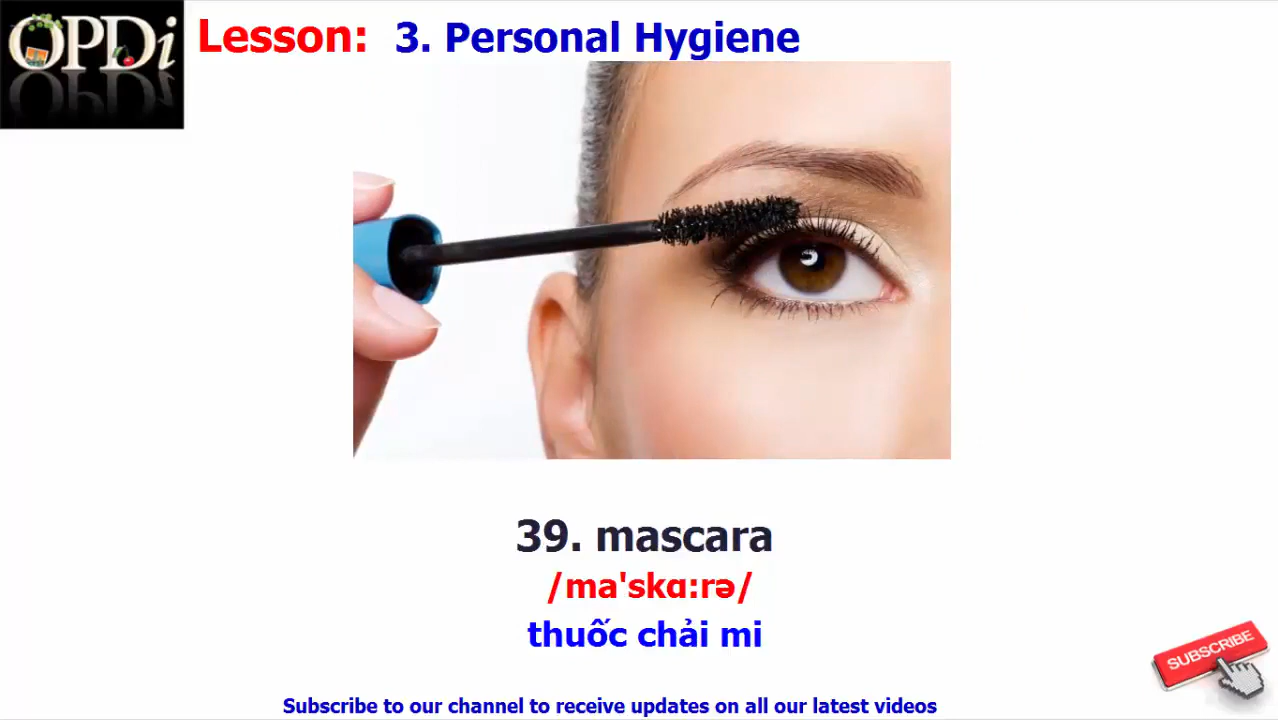 OPDi
Lesson: 3. Personal Hygiene
39. mascara
/ma'skɑ:rə/
thuốc chải mi
SUBSCRIBE
Subscribe to our channel to receive updates on all our latest videos